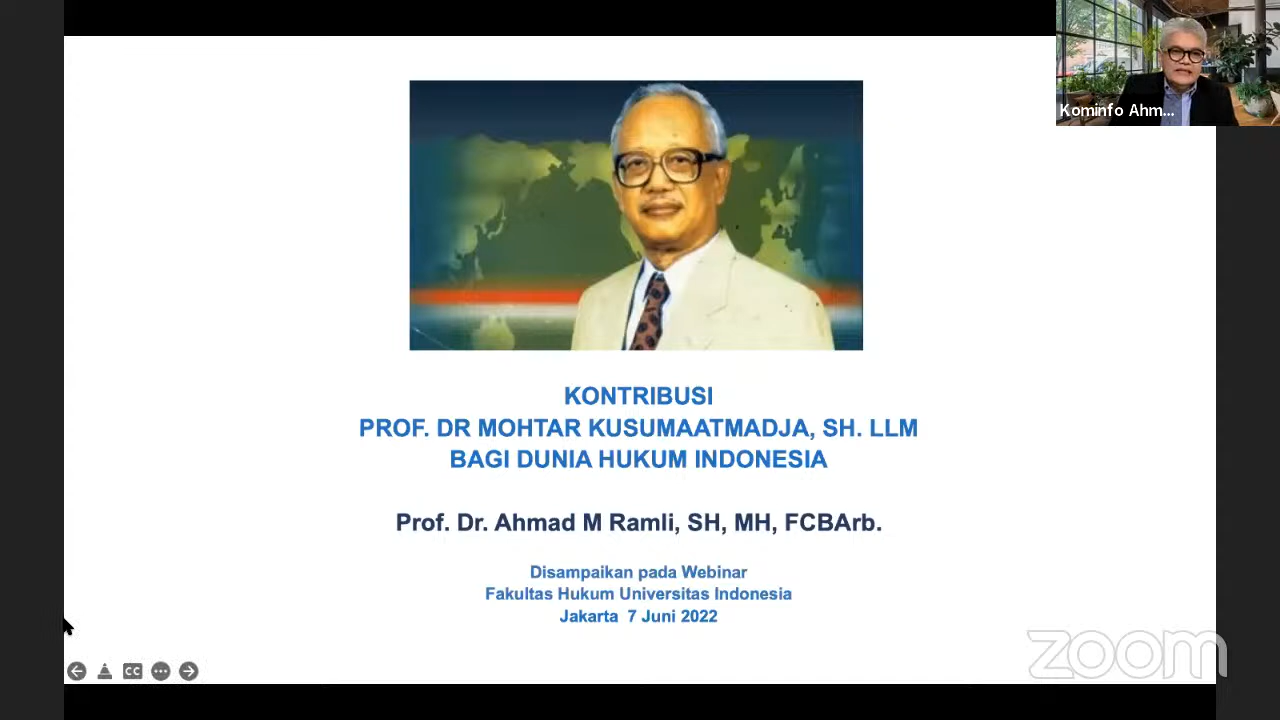 Kominfo Ahm...
KONTRIBUSI
PROF. DR MOHTAR KUSUMAATMADJA, SH. LLM
BAGI DUNIA HUKUM INDONESIA
Prof. Dr. Ahmad M Ramli, SH, MH, FCBArb.
Disampaikan pada Webinar
Fakultas Hukum Universitas Indonesia
Jakarta 7 Juni 2022
zoom
CC